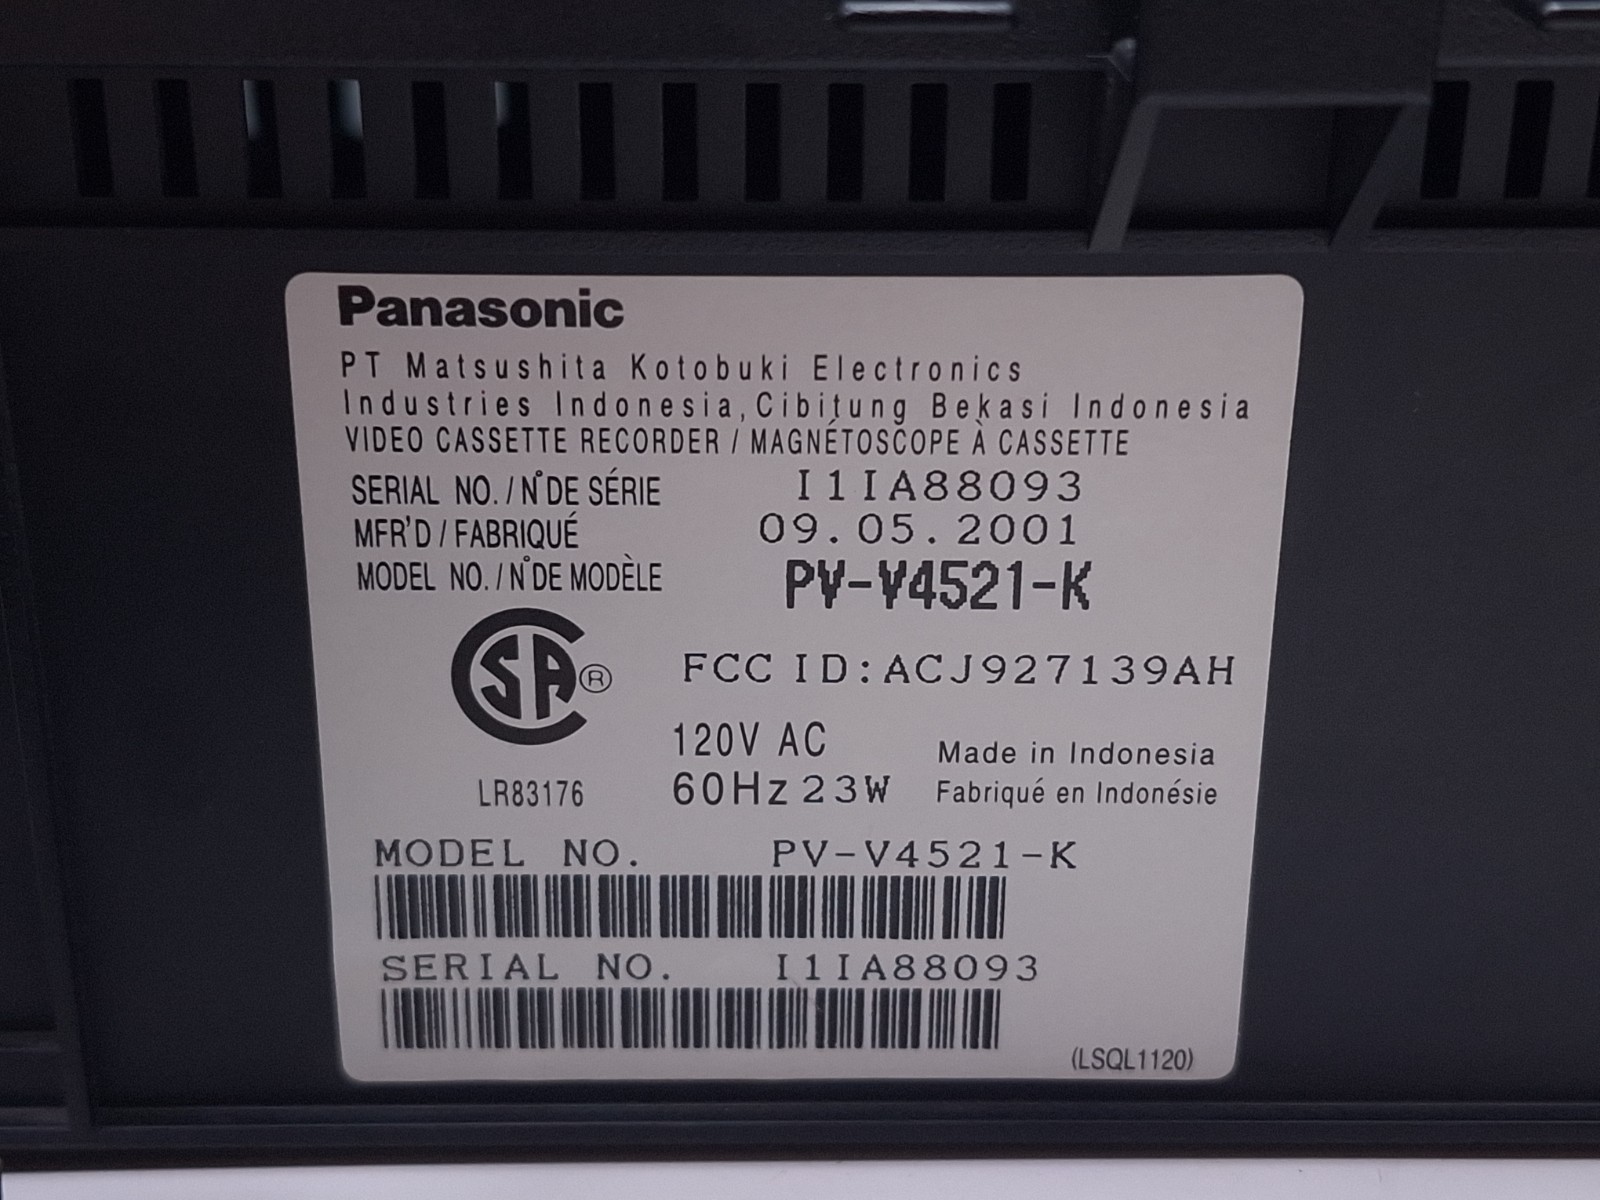 Panasonic
PT Matsushita Kotobuki Electronics
Industries Indonesia, Cibitung Bekasi Indonesia
VIDEO CASSETTE RECORDER / MAGNÉTOSCOPE À CASSETTE
SERIAL NO. / N° DE SÉRIE I1IA88093
MFR'D / FABRIQUÉ 09.05.2001
MODEL NO. / N° DE MODÈLE PV-V4521-K
CSA ®
FCC ID: ACJ927139AH
120V AC
60Hz 23W
Made in Indonesia
Fabriqué en Indonésie
LR83176
MODEL NO. PV-V4521-K
SERIAL NO. I1IA88093
(LSQL1120)